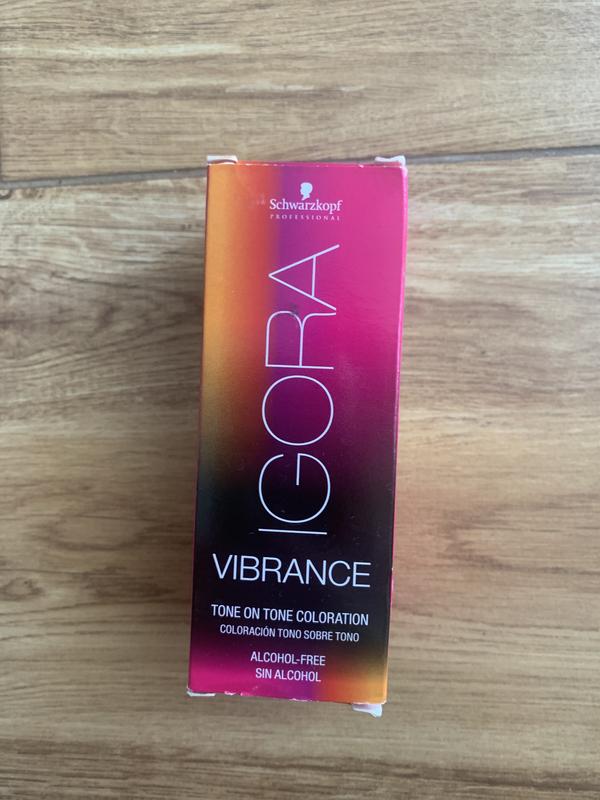 Schwarzkopf
PROFESSIONAL
IGORA
VIBRANCE
TONE ON TONE COLORATION
COLORACIÓN TONO SOBRE TONO
ALCOHOL-FREE
SIN ALCOHOL